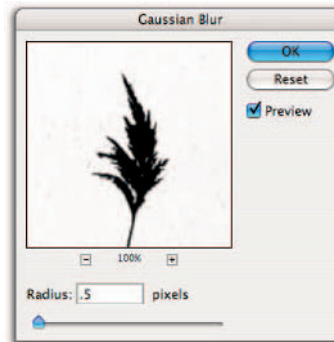 Gaussian Blur
OK
Reset
Preview
100%
Radius: .5 pixels